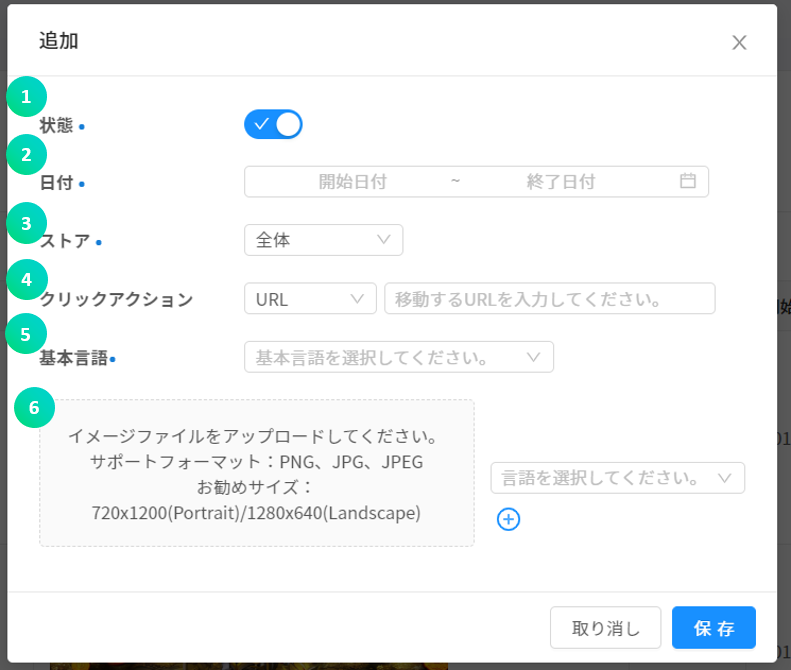 追加
1
状態
2
日付
開始日付 ~ 終了日付
3
ストア
全体
4
クリックアクション
URL
移動するURLを入力してください。
5
基本言語
基本言語を選択してください。
6
イメージファイルをアップロードしてください。
サポートフォーマット：PNG、JPG、JPEG
お勧めサイズ：
720x1200(Portrait)/1280x640(Landscape)
言語を選択してください。
取り消し
保 存